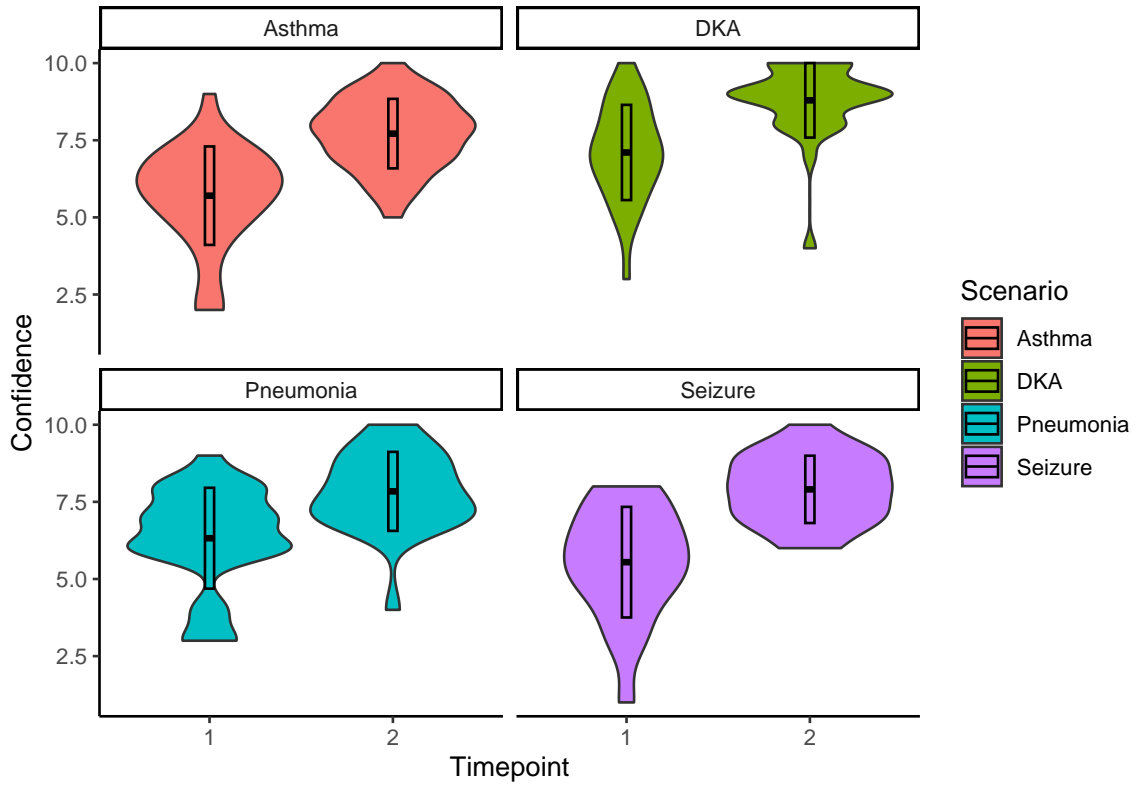 Asthma
DKA
10.0
7.5
5.0
2.5
Pneumonia
Seizure
10.0
7.5
5.0
2.5
1
2
1
2
Timepoint
Confidence
Scenario
Asthma
DKA
Pneumonia
Seizure